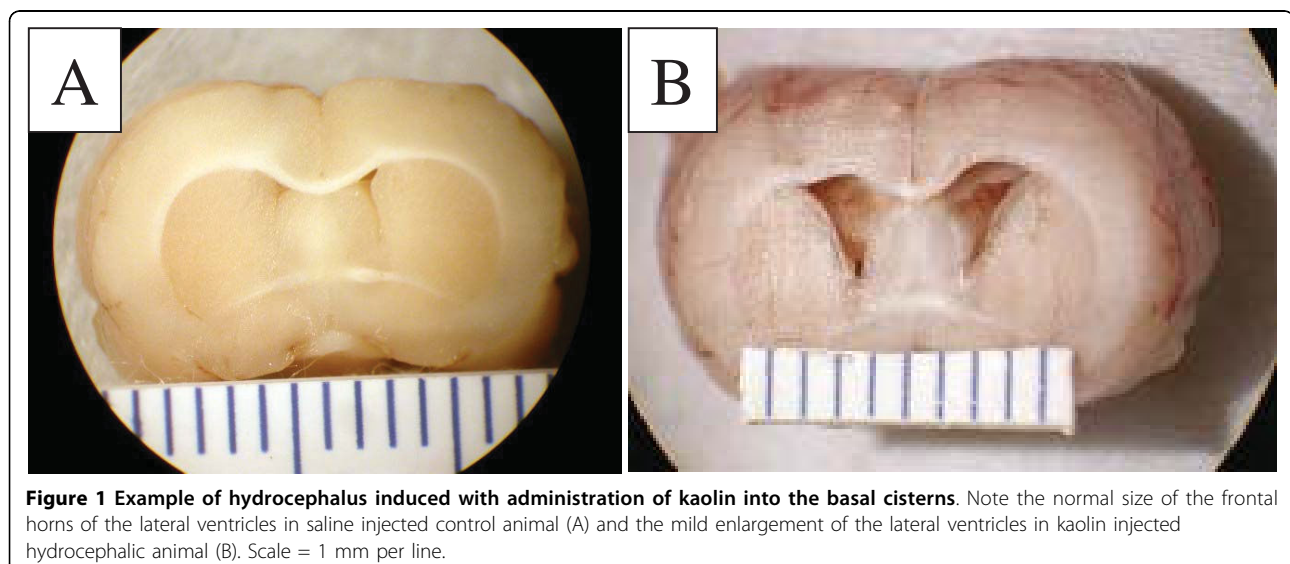 A
B
Figure 1 Example of hydrocephalus induced with administration of kaolin into the basal cisterns. Note the normal size of the frontal
horns of the lateral ventricles in saline injected control animal (A) and the mild enlargement of the lateral ventricles in kaolin injected
hydrocephalic animal (B). Scale = 1 mm per line.